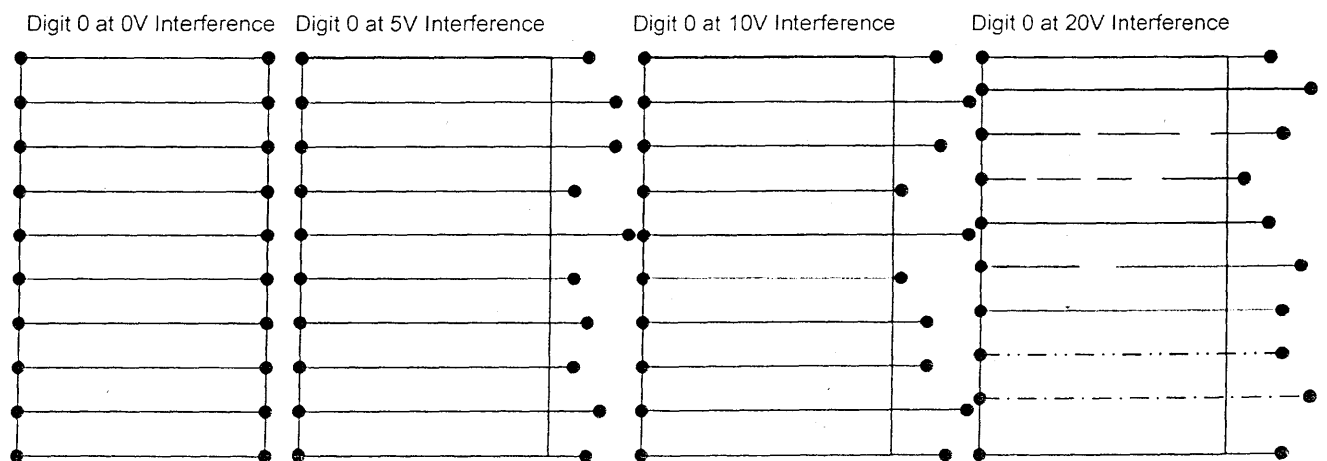 Digit 0 at 0V Interference
Digit 0 at 5V Interference
Digit 0 at 10V Interference
Digit 0 at 20V Interference